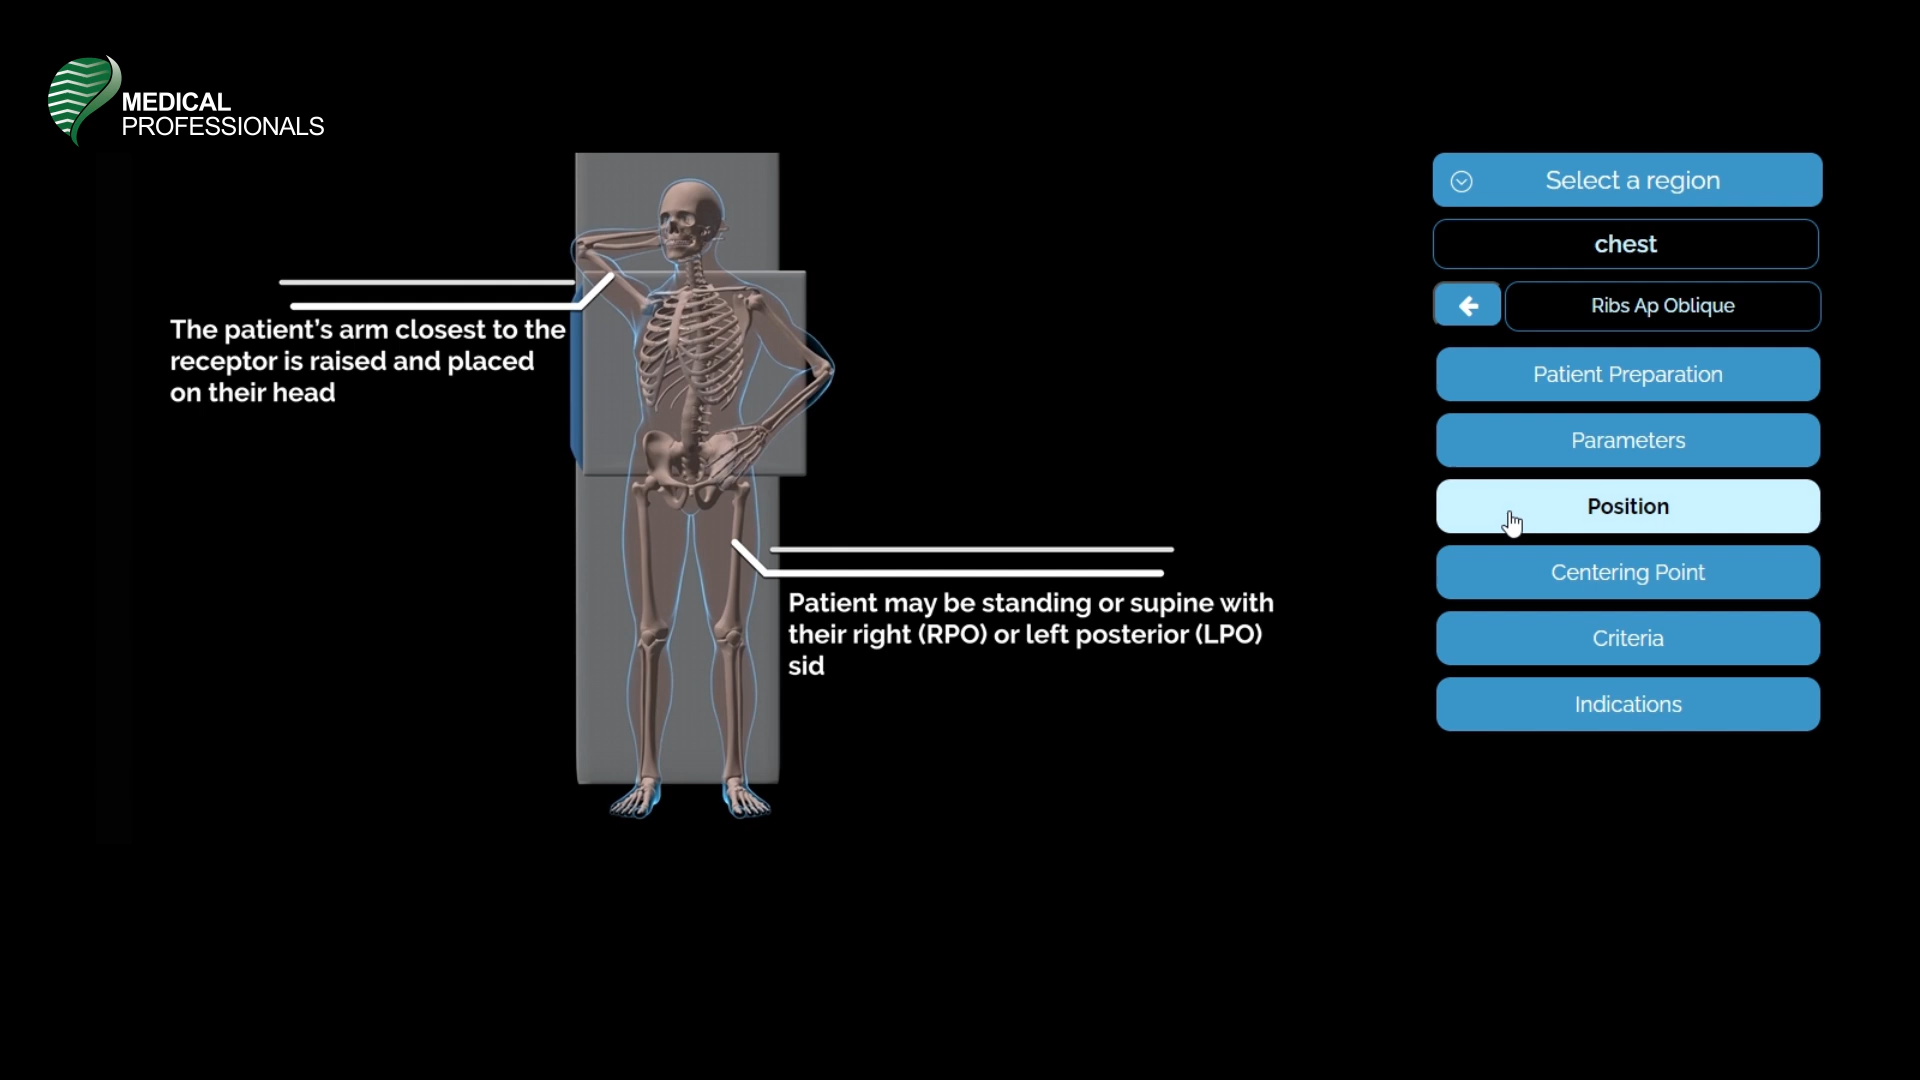 MEDICAL
PROFESSIONALS
The patient's arm closest to the
receptor is raised and placed
on their head
Patient may be standing or supine with
their right (RPO) or left posterior (LPO)
sid
Select a region
chest
Ribs Ap Oblique
Patient Preparation
Parameters
Position
Centering Point
Criteria
Indications